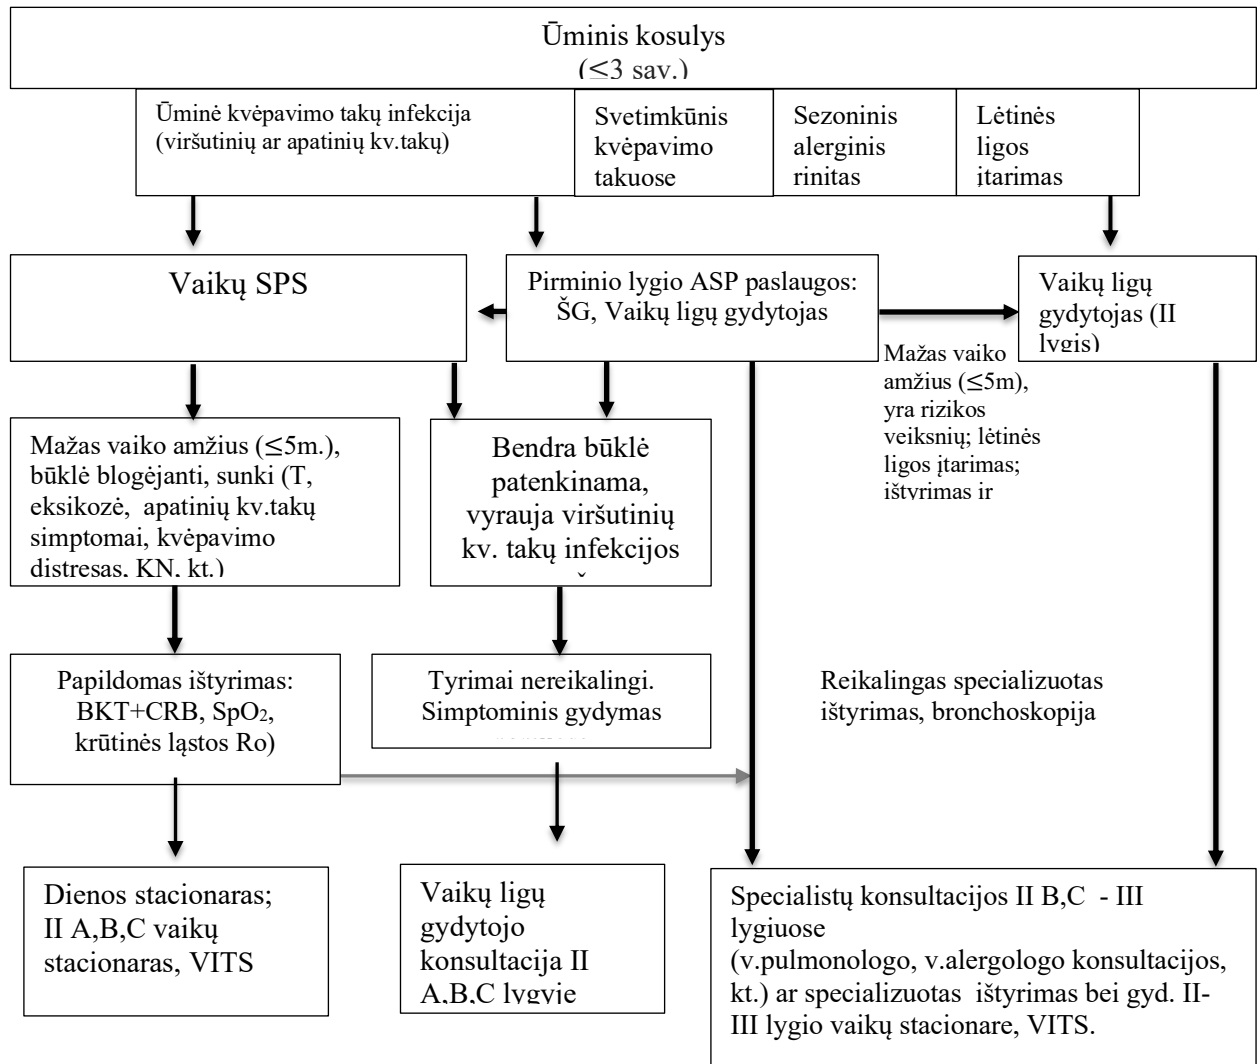 Ūminis kosulys
(≤3 sav.)
Ūminė kvėpavimo takų infekcija
(viršutinių ar apatinių kv.takų)
Svetimkūnis
kvėpavimo
takuose
Sezoninis
alerginis
rinitas
Lėtinės
ligos
įtarimas
Vaikų SPS
Pirminio lygio ASP paslaugos:
ŠG, Vaikų ligų gydytojas
Vaikų ligų
gydytojas (II
lygis)
Mažas vaiko
amžius (≤5m),
yra rizikos
veiksnių; lėtinės
ligos įtarimas;
ištyrimas ir
Mažas vaiko amžius (≤5m.),
būklė blogėjanti, sunki (T,
eksikozė, apatinių kv.takų
simptomai, kvėpavimo
distresas, KN, kt.)
Bendra būklė
patenkinama,
vyrauja viršutinių
kv. takų infekcijos
Papildomas ištyrimas:
BKT+CRB, SpO₂,
krūtinės ląstos Ro)
Tyrimai nereikalingi.
Simptominis gydymas
Reikalingas specializuotas
ištyrimas, bronchoskopija
Dienos stacionaras;
II A,B,C vaikų
stacionaras, VITS
Vaikų ligų
gydytojo
konsultacija II
A,B,C lygyje
Specialistų konsultacijos II B,C - III
lygiuose
(v.pulmonologo, v.alergologo konsultacijos,
kt.) ar specializuotas ištyrimas bei gyd. II-
III lygio vaikų stacionare, VITS.